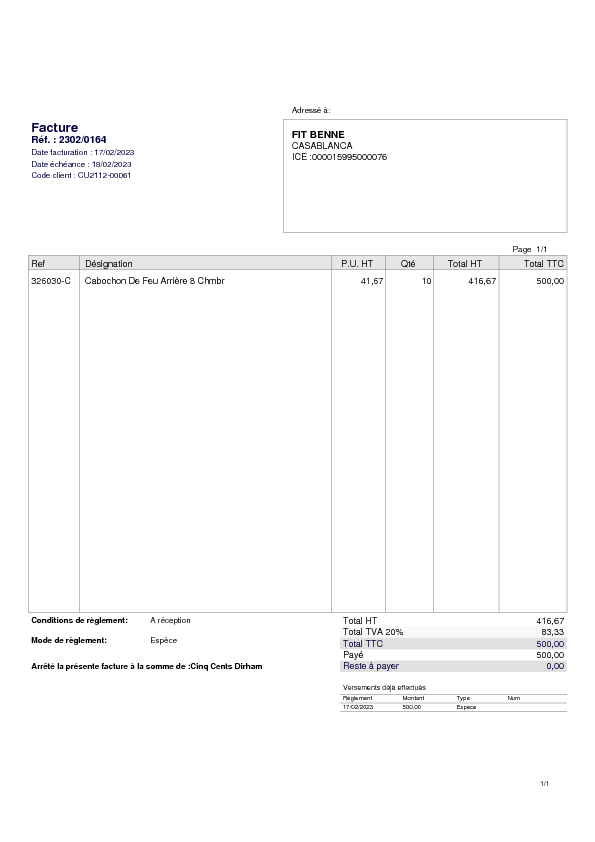 Adressé à:
Facture
Réf. : 2302/0164
Date facturation : 17/02/2023
Date échéance : 18/02/2023
Code client : CU2112-00061
FIT BENNE
CASABLANCA
ICE :000015995000076
Page 1/1
Ref Désignation P.U. HT Qté Total HT Total TTC
326030-C Cabochon De Feu Arrière 8 Chmbr 41,67 10 416,67 500,00
Conditions de règlement: A réception
Mode de règlement: Espèce
Arrêté la présente facture à la somme de :Cinq Cents Dirham
Total HT 416,67
Total TVA 20% 83,33
Total TTC 500,00
Payé 500,00
Reste à payer 0,00
Versements déjà effectués
Règlement Montant Type Num
17/02/2023 500,00 Espèce
1/1